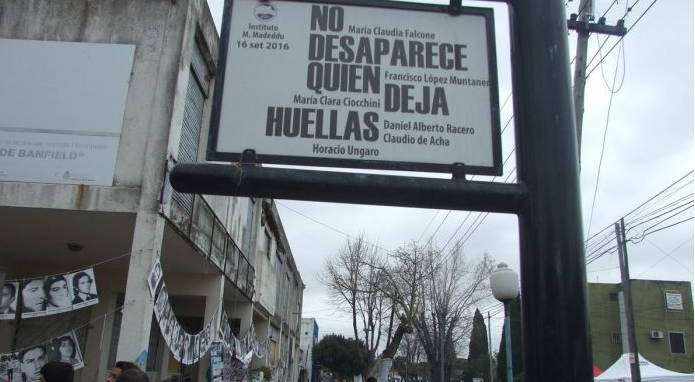 Instituto
M. Madeddu
16 set 2016
NO
María Claudia Falcone
DESAPARECE
QUIEN
Francisco López Muntaner
María Clara Ciocchini
DEJA
HUELLAS
Daniel Alberto Racero
Claudio de Acha
Horacio Ungaro
DE BANFIELD"